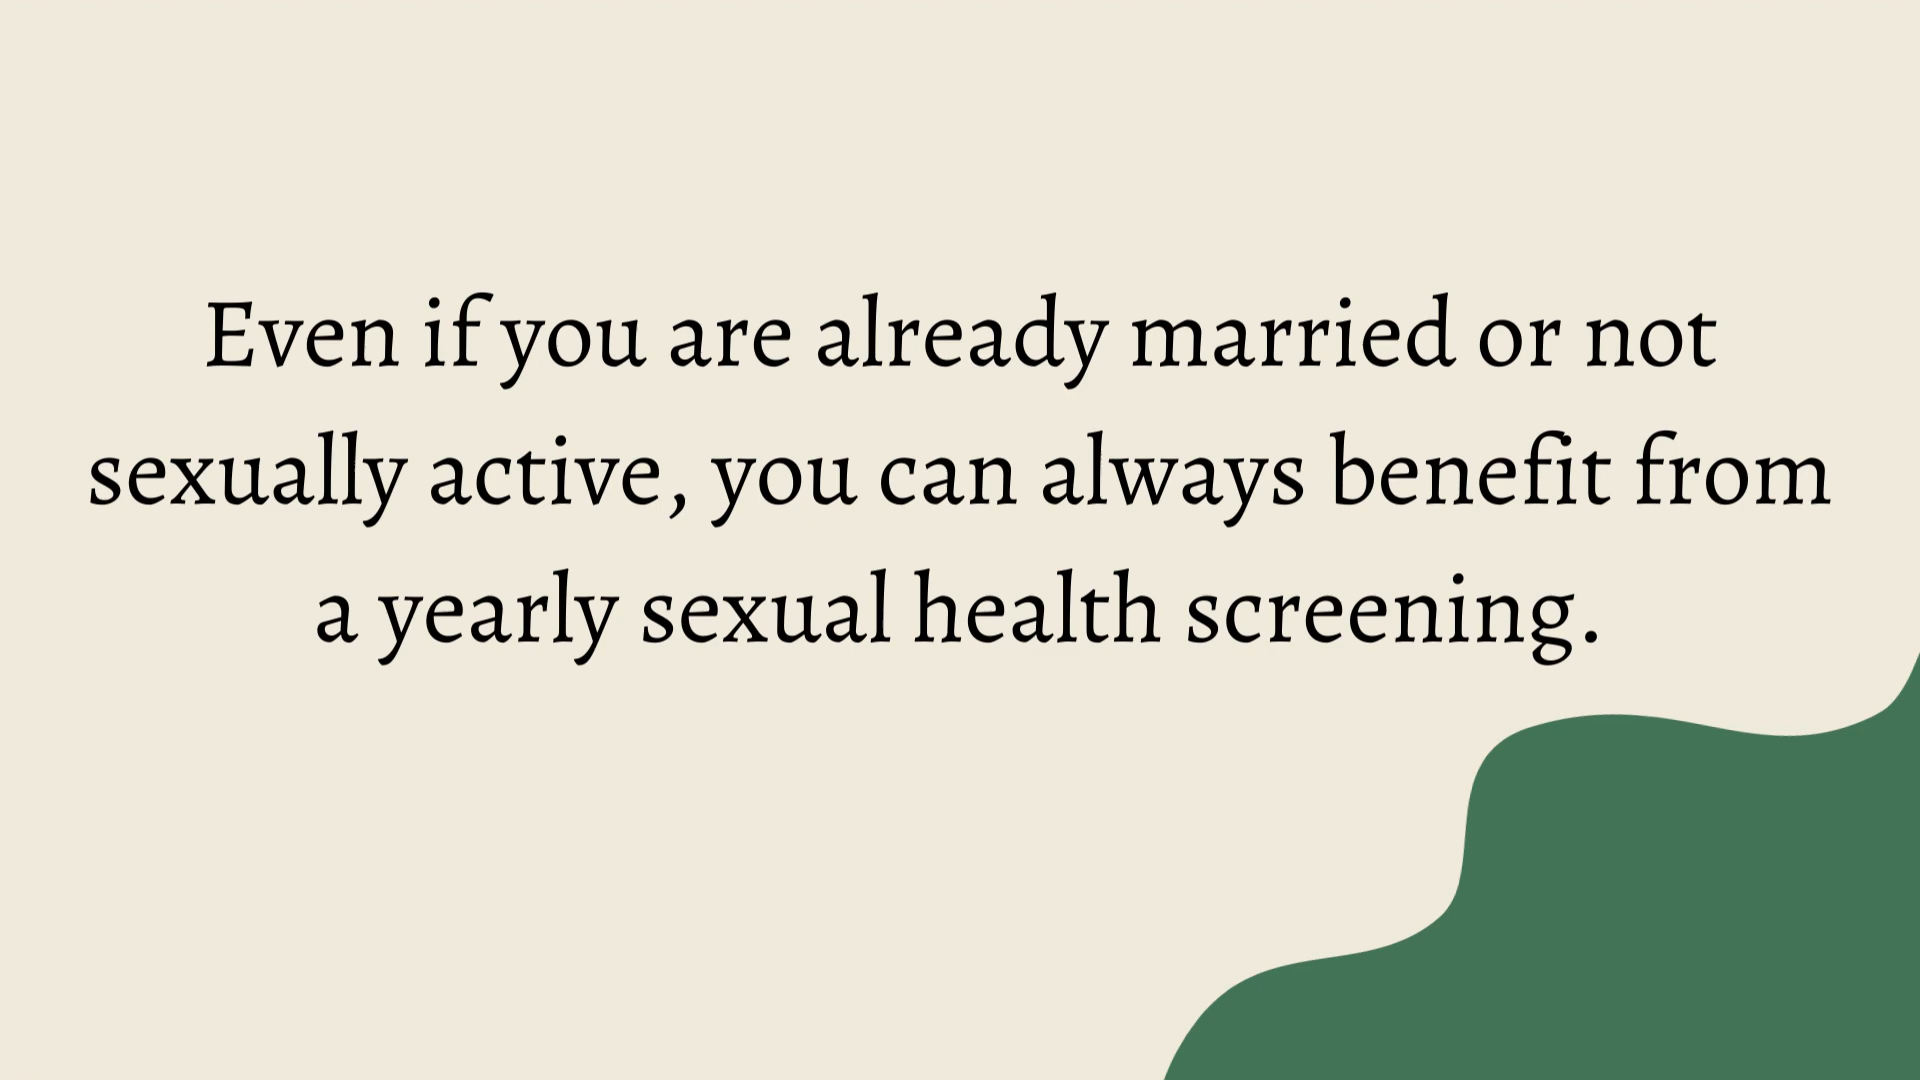 Even if you are already married or not
sexually active, you can always benefit from
a yearly sexual health screening.